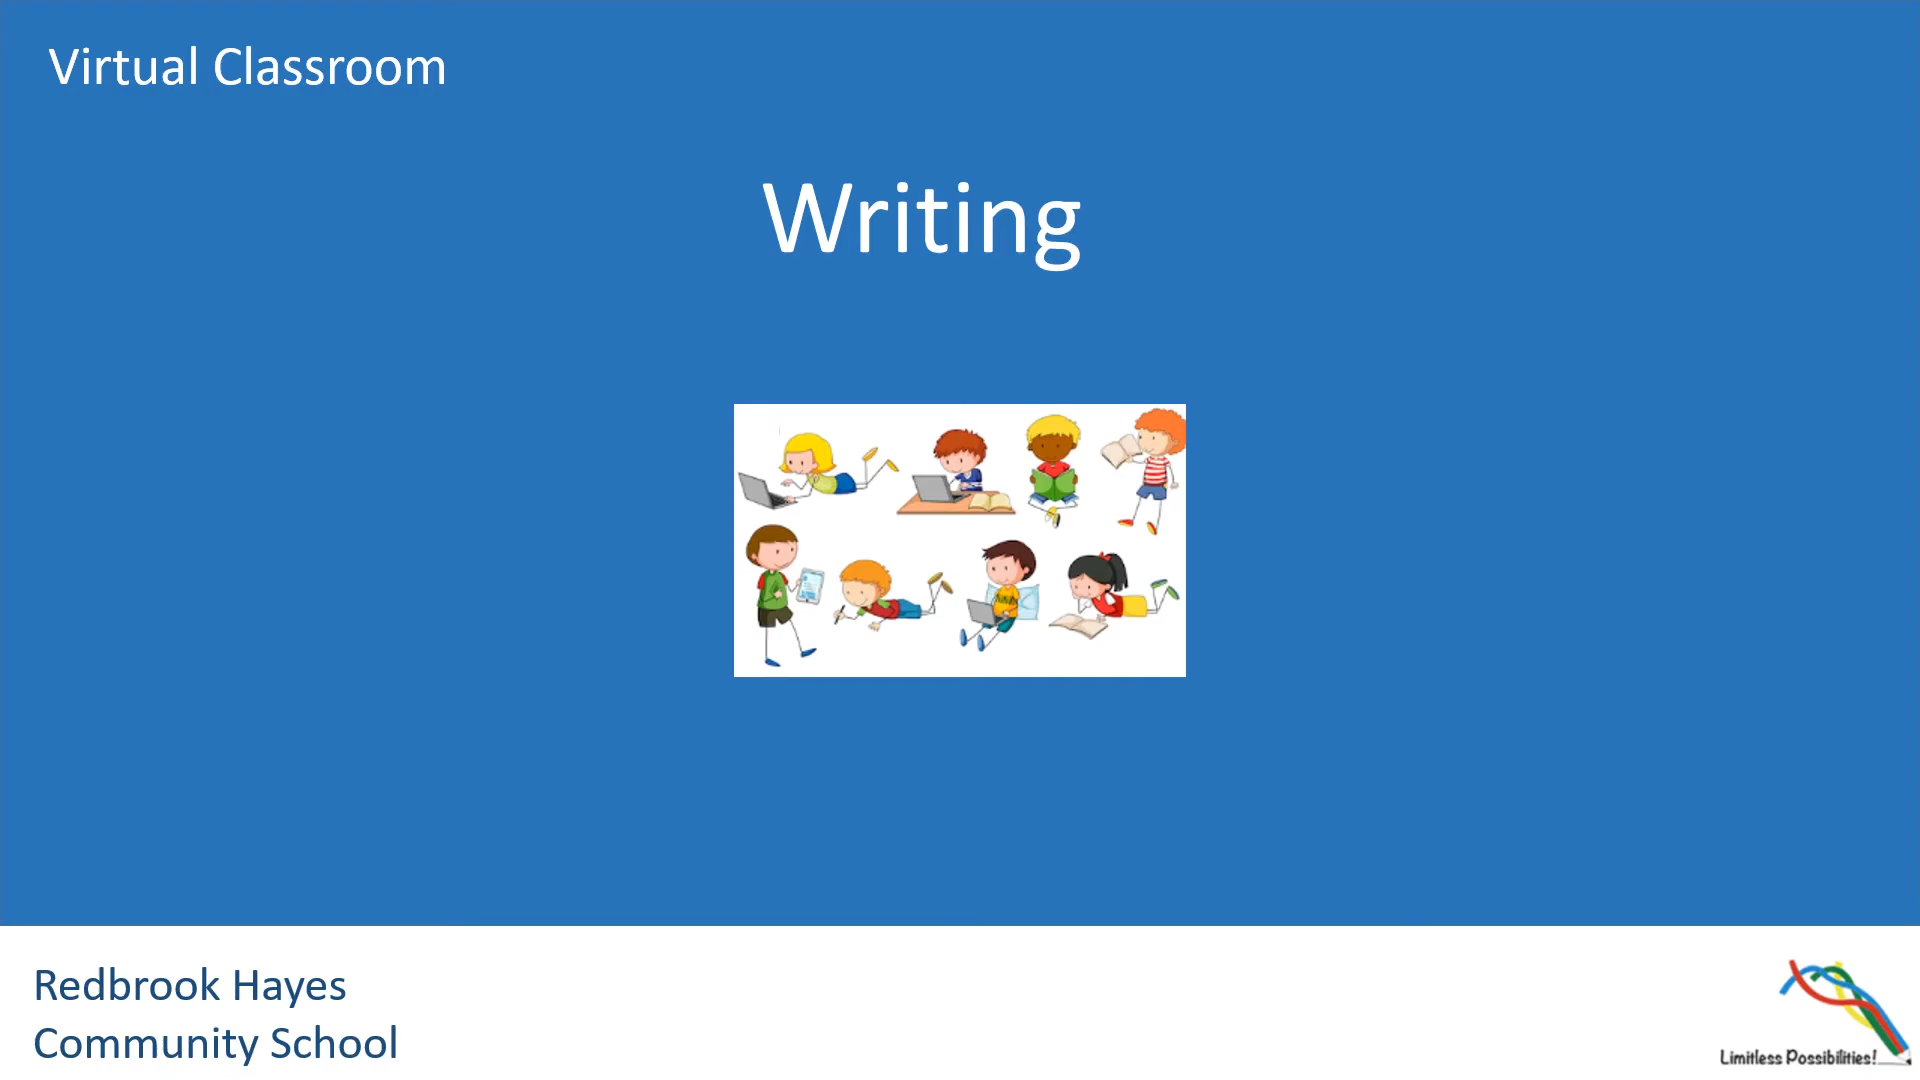 Virtual Classroom
Writing
Redbrook Hayes
Community School
Limitless Possibilities!